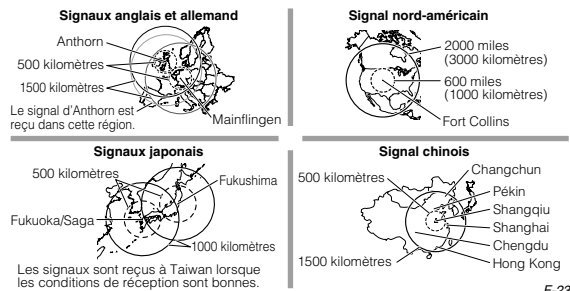 Signaux anglais et allemand
Anthorn
500 kilomètres
1500 kilomètres
Le signal d'Anthorn est
reçu dans cette région.
Mainflingen
Signal nord-américain
2000 miles
(3000 kilomètres)
600 miles
(1000 kilomètres)
Fort Collins
Signaux japonais
500 kilomètres
Fukushima
Fukuoka/Saga
1000 kilomètres
Les signaux sont reçus à Taiwan lorsque
les conditions de réception sont bonnes.
Signal chinois
Changchun
500 kilomètres
Pékin
Shangqiu
Shanghai
Chengdu
1500 kilomètres
Hong Kong
F-23